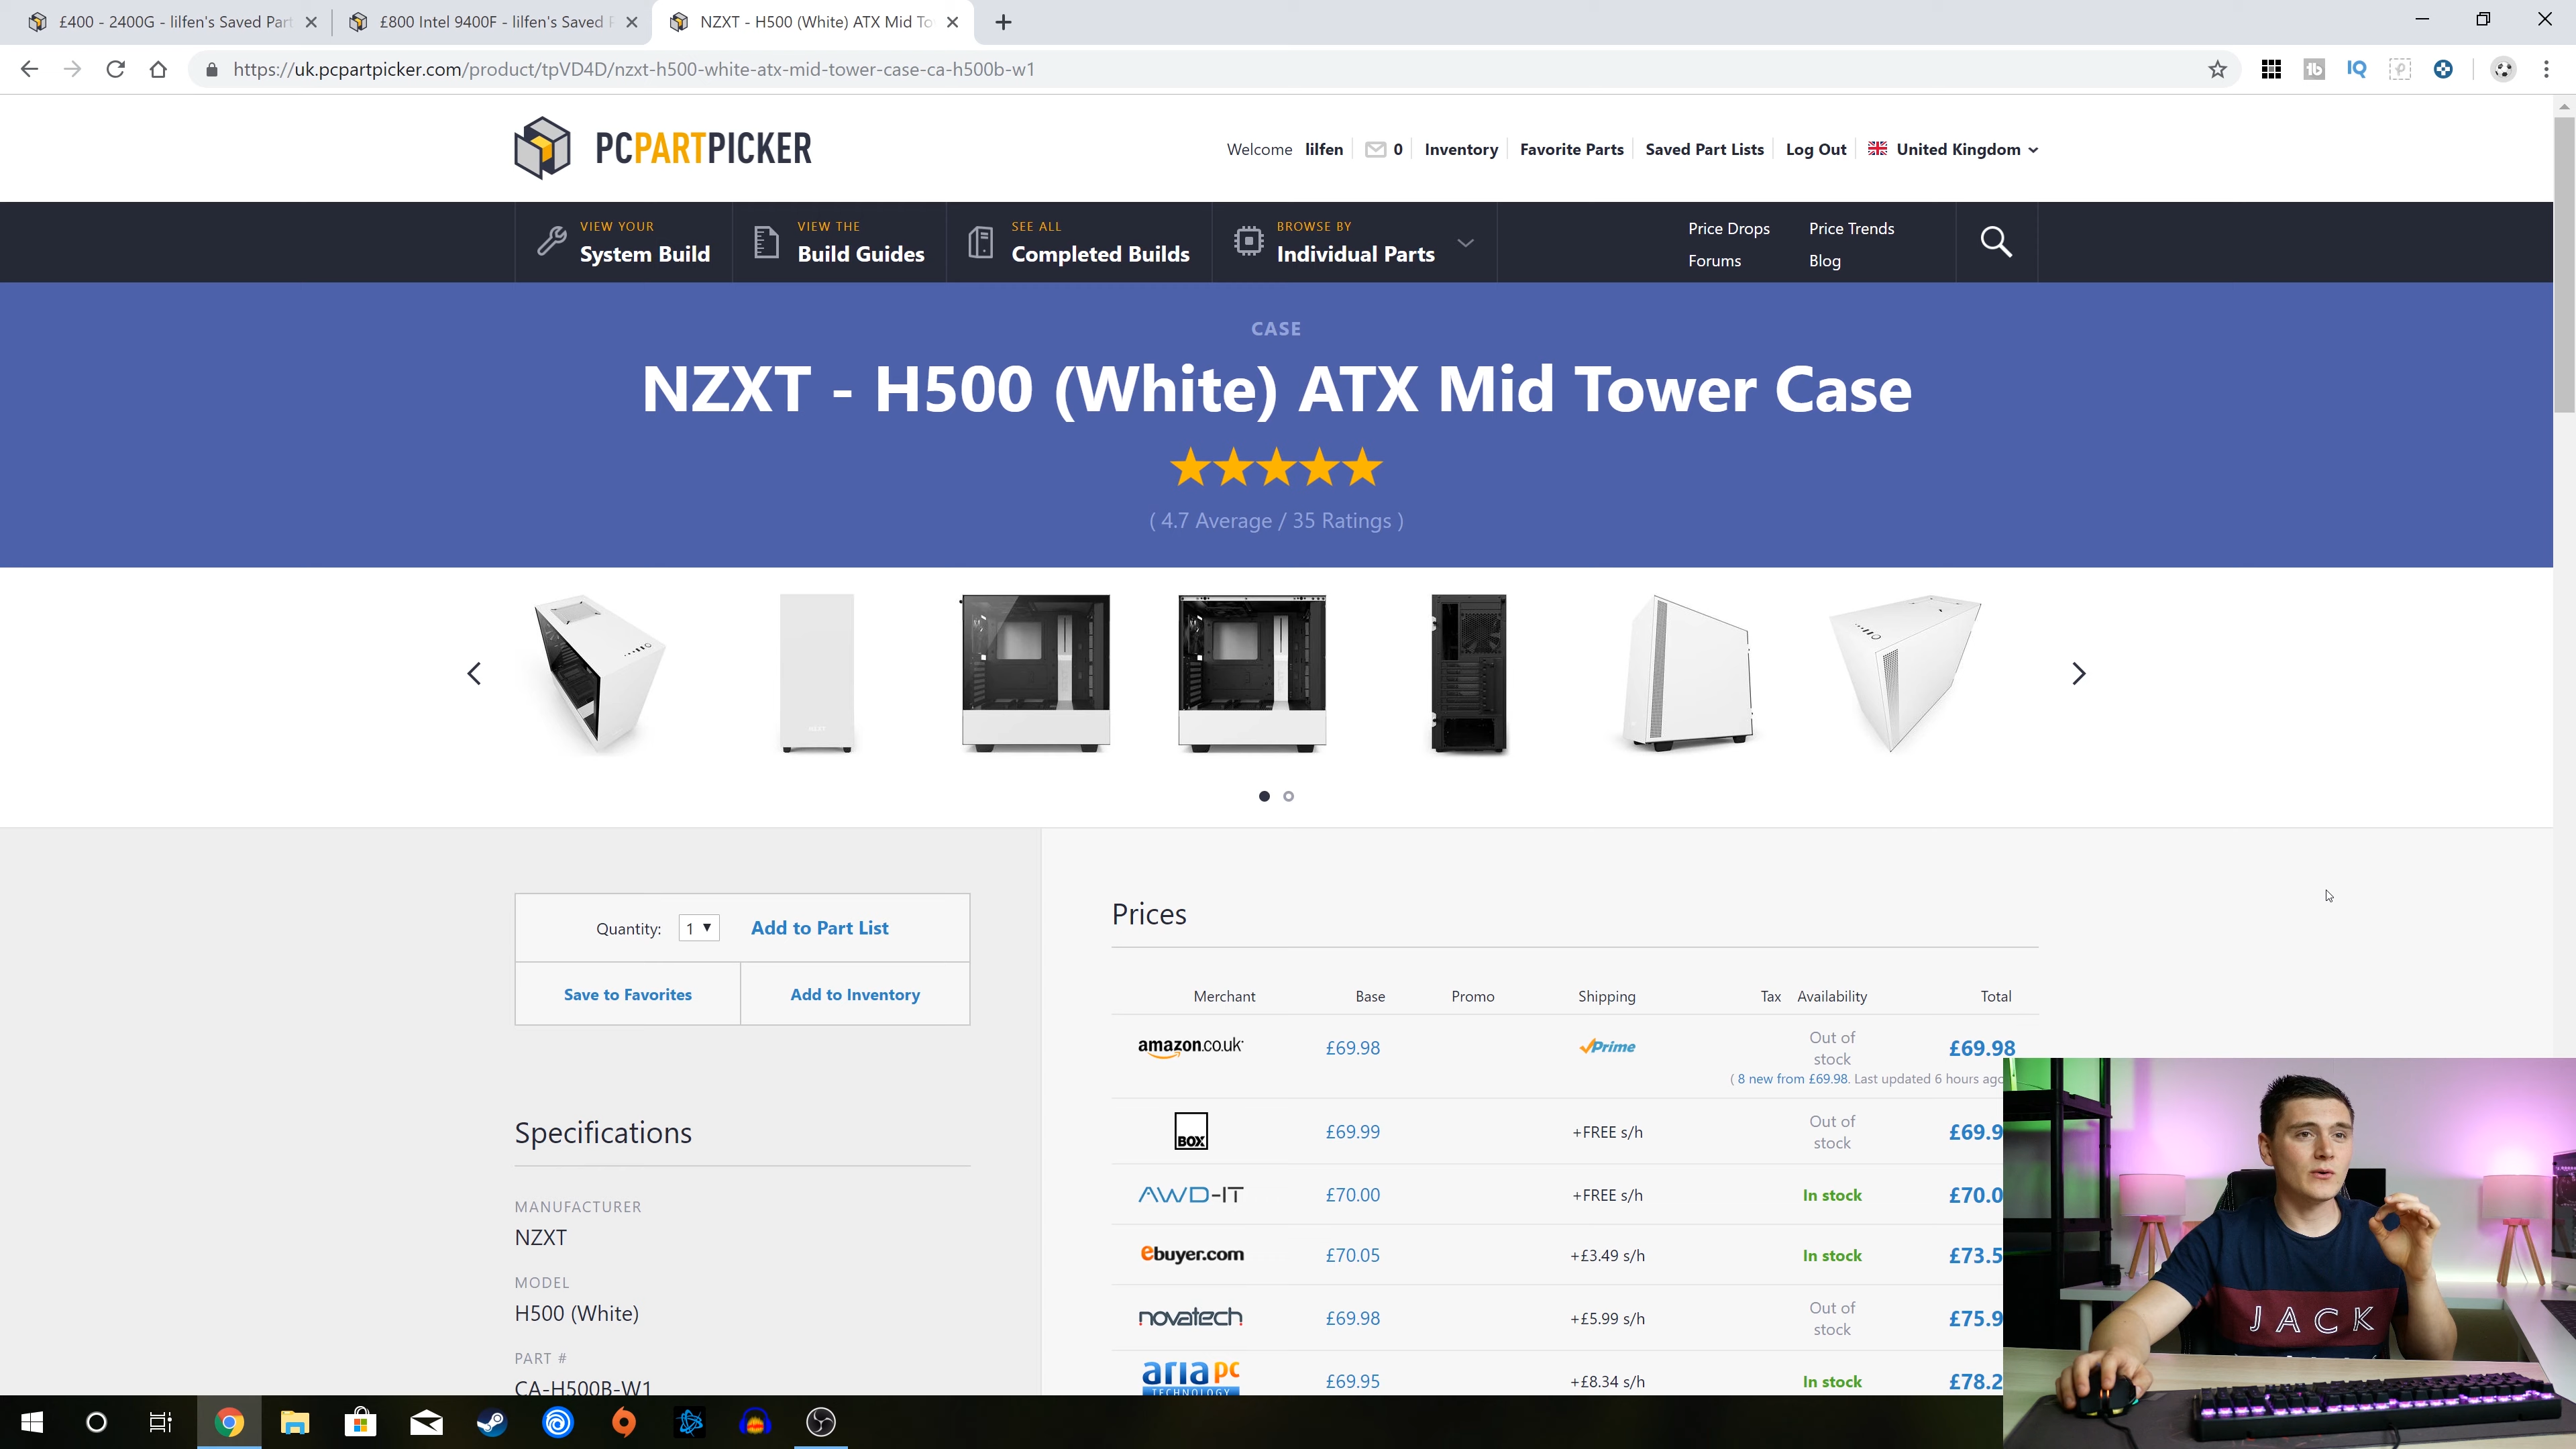 £400 - 2400G - lilfen's Saved Part
£800 Intel 9400F - lilfen's Saved P
NZXT - H500 (White) ATX Mid To
https://uk.pcpartpicker.com/product/tpVD4D/nzxt-h500-white-atx-mid-tower-case-ca-h500b-w1
tb
IQ
PCPARTPICKER
Welcome lilfen
0
Inventory
Favorite Parts
Saved Part Lists
Log Out
United Kingdom
VIEW YOUR
System Build
VIEW THE
Build Guides
SEE ALL
Completed Builds
BROWSE BY
Individual Parts
Price Drops
Price Trends
Forums
Blog
CASE
NZXT - H500 (White) ATX Mid Tower Case
( 4.7 Average / 35 Ratings )
NZXT
Quantity: 1 Add to Part List
Save to Favorites
Add to Inventory
Specifications
MANUFACTURER
NZXT
MODEL
H500 (White)
PART #
CA-H500B-W1
Prices
Merchant Base Promo Shipping Tax Availability Total
amazon.co.uk £69.98 Prime Out of stock £69.98
( 8 new from £69.98. Last updated 6 hours ago
BOX £69.99 +FREE s/h Out of stock £69.9
AWD-IT £70.00 +FREE s/h In stock £70.0
ebuyer.com £70.05 +£3.49 s/h In stock £73.5
novatech £69.98 +£5.99 s/h Out of stock £75.9
aria pc TECHNOLOGY £69.95 +£8.34 s/h In stock £78.2
JACK